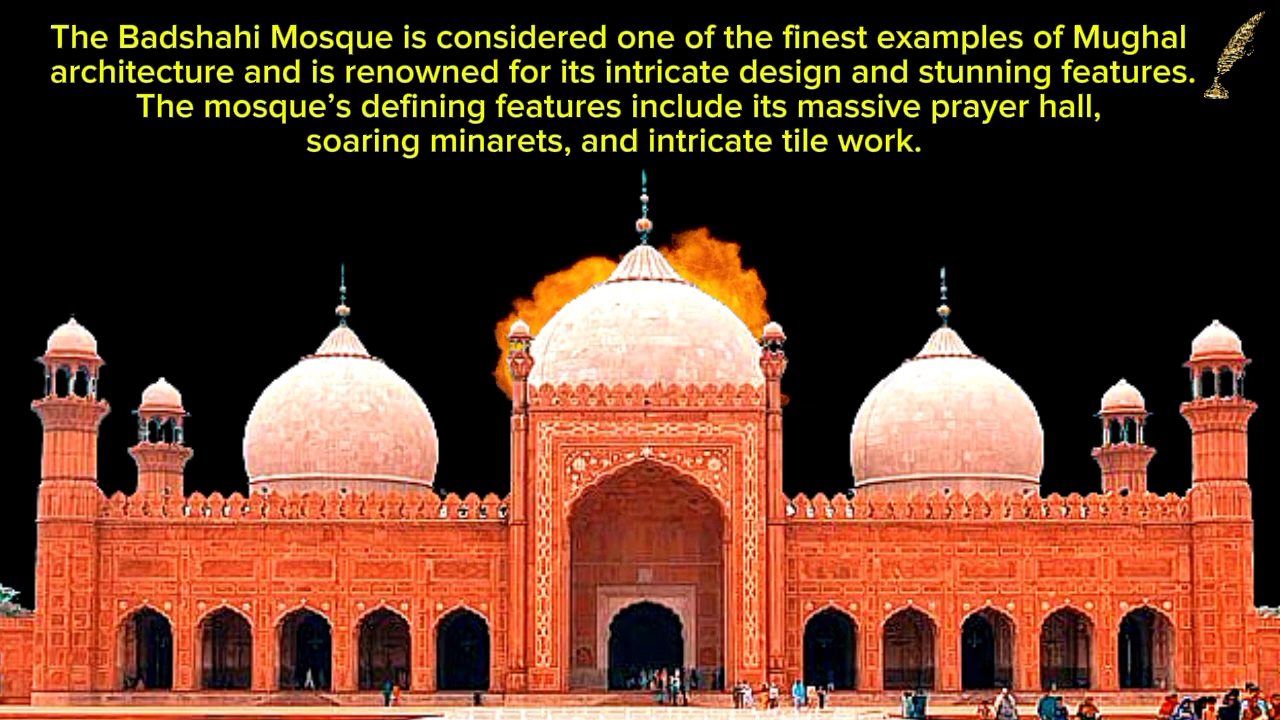 The Badshahi Mosque is considered one of the finest examples of Mughal
architecture and is renowned for its intricate design and stunning features.
The mosque’s defining features include its massive prayer hall,
soaring minarets, and intricate tile work.